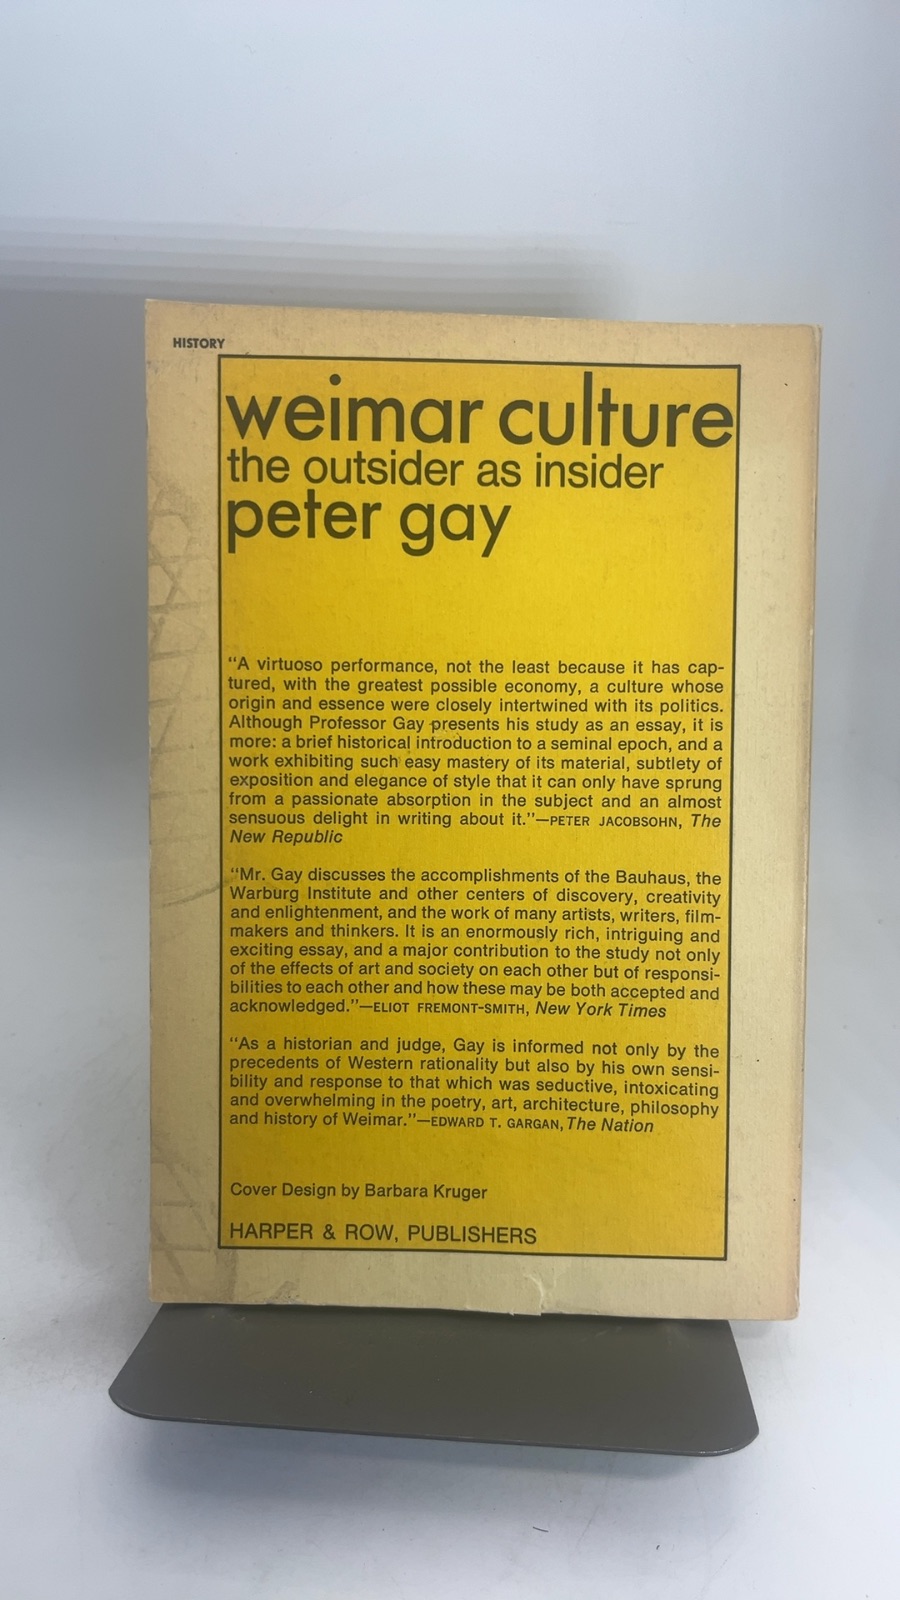 HISTORY
weimar culture
the outsider as insider
peter gay
“A virtuoso performance, not the least because it has cap-
tured, with the greatest possible economy, a culture whose
origin and essence were closely intertwined with its politics.
Although Professor Gay presents his study as an essay, it is
more: a brief historical introduction to a seminal epoch, and a
work exhibiting such easy mastery of its material, subtlety of
exposition and elegance of style that it can only have sprung
from a passionate absorption in the subject and an almost
sensuous delight in writing about it.”—PETER JACOBSOHN, The
New Republic
“Mr. Gay discusses the accomplishments of the Bauhaus, the
Warburg Institute and other centers of discovery, creativity
and enlightenment, and the work of many artists, writers, film-
makers and thinkers. It is an enormously rich, intriguing and
exciting essay, and a major contribution to the study not only
of the effects of art and society on each other but of responsi-
bilities to each other and how these may be both accepted and
acknowledged.”—ELIOT FREMONT-SMITH, New York Times
“As a historian and judge, Gay is informed not only by the
precedents of Western rationality but also by his own sensi-
bility and response to that which was seductive, intoxicating
and overwhelming in the poetry, art, architecture, philosophy
and history of Weimar.”—EDWARD T. GARGAN, The Nation
Cover Design by Barbara Kruger
HARPER & ROW, PUBLISHERS